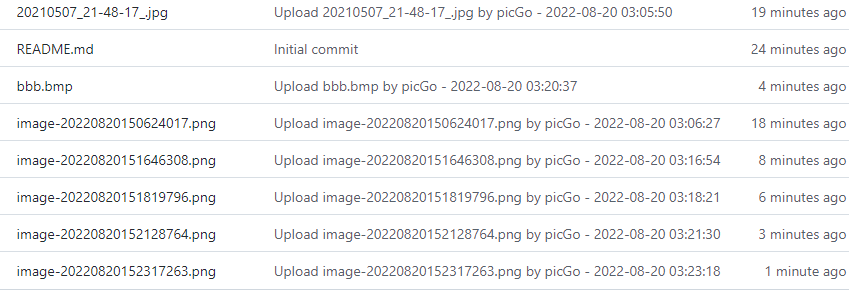 20210507_21-48-17_.jpg Upload 20210507_21-48-17_.jpg by picGo - 2022-08-20 03:05:50 19 minutes ago
README.md Initial commit 24 minutes ago
bbb.bmp Upload bbb.bmp by picGo - 2022-08-20 03:20:37 4 minutes ago
image-20220820150624017.png Upload image-20220820150624017.png by picGo - 2022-08-20 03:06:27 18 minutes ago
image-20220820151646308.png Upload image-20220820151646308.png by picGo - 2022-08-20 03:16:54 8 minutes ago
image-20220820151819796.png Upload image-20220820151819796.png by picGo - 2022-08-20 03:18:21 6 minutes ago
image-20220820152128764.png Upload image-20220820152128764.png by picGo - 2022-08-20 03:21:30 3 minutes ago
image-20220820152317263.png Upload image-20220820152317263.png by picGo - 2022-08-20 03:23:18 1 minute ago